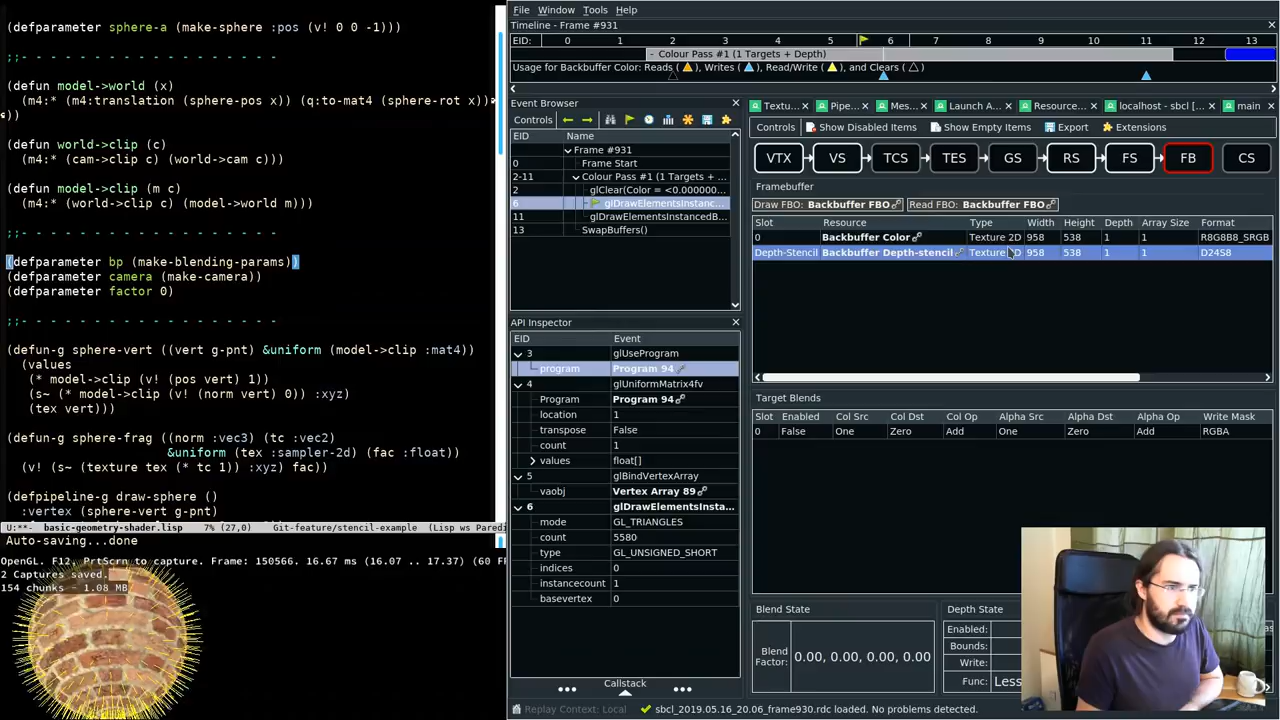 (defparameter sphere-a (make-sphere :pos (v! 0 0 -1)))
;;- - - - - - - - - - - - - - - - - -
(defun model->world (x)
(m4:* (m4:translation (sphere-pos x)) (q:to-mat4 (sphere-rot x))
))
(defun world->clip (c)
(m4:* (cam->clip c) (world->cam c)))
(defun model->clip (m c)
(m4:* (world->clip c) (model->world m)))
;;- - - - - - - - - - - - - - - - - -
(defparameter bp (make-blending-params))
(defparameter camera (make-camera))
(defparameter factor 0)
;;- - - - - - - - - - - - - - - - - -
(defun-g sphere-vert ((vert g-pnt) &uniform (model->clip :mat4))
(values
(* model->clip (v! (pos vert) 1))
(s~ (* model->clip (v! (norm vert) 0)) :xyz)
(tex vert)))
(defun-g sphere-frag ((norm :vec3) (tc :vec2)
&uniform (tex :sampler-2d) (fac :float))
(v! (s~ (texture tex (* tc 1)) :xyz) fac))
(defpipeline-g draw-sphere ()
:vertex (sphere-vert g-pnt)
U:**- basic-geometry-shader.lisp 7% (27,0) Git-feature/stencil-example (Lisp ws Paredi
Auto-saving...done
OpenGL. F12, PrtScrn to capture. Frame: 150566. 16.67 ms (16.07 .. 17.37) (60 F
2 Captures saved.
154 chunks - 1.08 MB
File Window Tools Help
Timeline - Frame #931
EID: 0 1 2 3 4 5 6 7 8 9 10 11 12 13
- Colour Pass #1 (1 Targets + Depth)
Usage for Backbuffer Color: Reads (△), Writes (△), Read/Write (△), and Clears (△)
Event Browser
Controls
EID Name
Frame #931
0 Frame Start
2-11 Colour Pass #1 (1 Targets + ...
2 glClear(Color = <0.000000...
6 glDrawElementsInstanc...
11 glDrawElementsInstancedB...
13 SwapBuffers()
API Inspector
EID Event
3 glUseProgram
program Program 94
4 glUniformMatrix4fv
Program Program 94
location 1
transpose False
count 1
values float[]
5 glBindVertexArray
vaobj Vertex Array 89
6 glDrawElementsInsta...
mode GL_TRIANGLES
count 5580
type GL_UNSIGNED_SHORT
indices 0
instancecount 1
basevertex 0
Callstack
Textu... Pipe... Mes... Launch A... Resource... localhost - sbcl [... main
Controls Show Disabled Items Show Empty Items Export Extensions
VTX VS TCS TES GS RS FS FB CS
Framebuffer
Draw FBO: Backbuffer FBO Read FBO: Backbuffer FBO
Slot Resource Type Width Height Depth Array Size Format
0 Backbuffer Color Texture 2D 958 538 1 1 R8G8B8_SRGB
Depth-Stencil Backbuffer Depth-stencil Texture 2D 958 538 1 1 D24S8
Target Blends
Slot Enabled Col Src Col Dst Col Op Alpha Src Alpha Dst Alpha Op Write Mask
0 False One Zero Add One Zero Add RGBA
Blend State
Blend Factor: 0.00, 0.00, 0.00, 0.00
Depth State
Enabled:
Bounds:
Write:
Func: Less
Replay Context: Local sbcl_2019.05.16_20.06_frame930.rdc loaded. No problems detected.